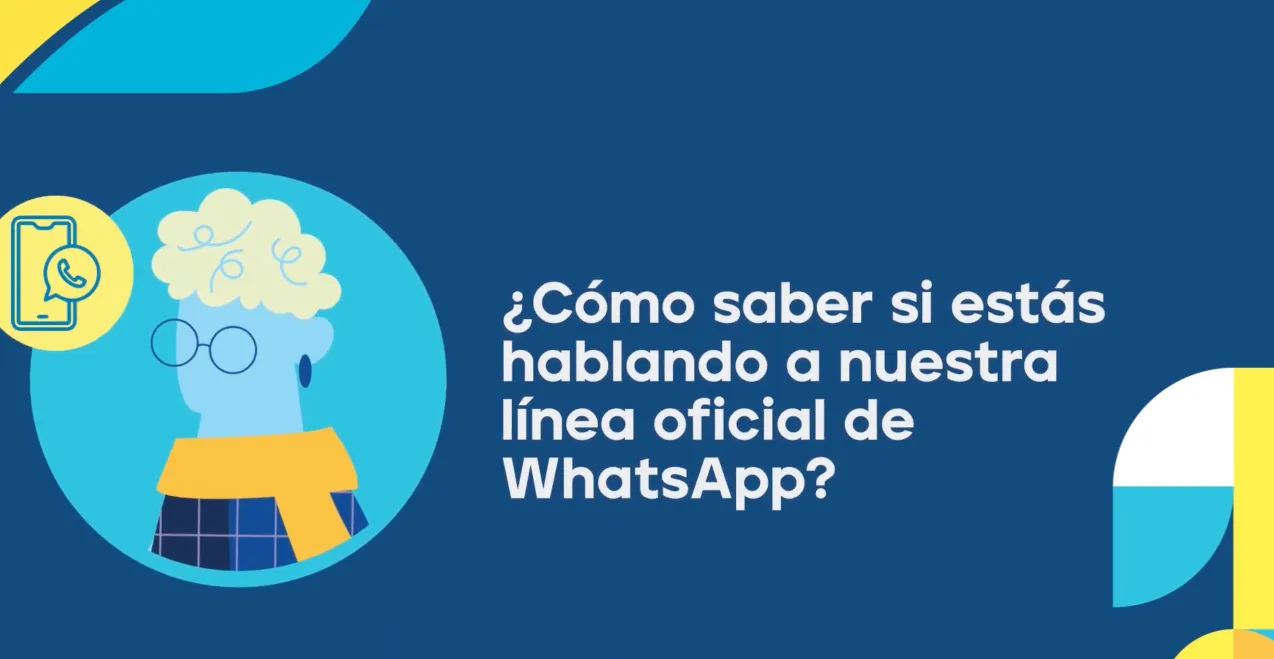 ¿Cómo saber si estás
hablando a nuestra
línea oficial de
WhatsApp?